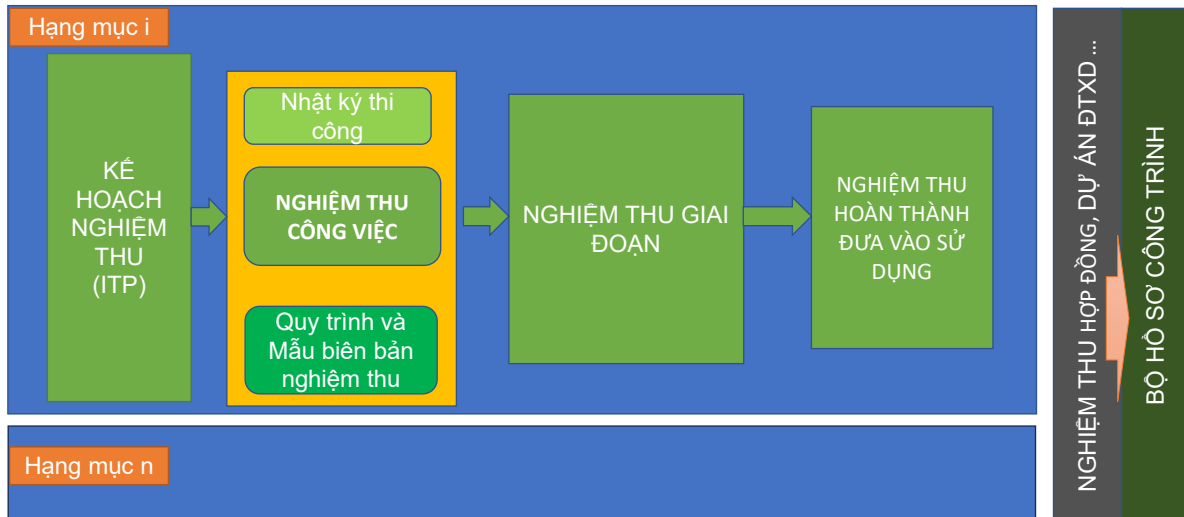 Hạng mục i
KẾ
HOẠCH
NGHIỆM
THU
(ITP)
Nhật ký thi
công
NGHIỆM THU
CÔNG VIỆC
Quy trình và
Mẫu biên bản
nghiệm thu
NGHIỆM THU GIAI
ĐOẠN
NGHIỆM THU
HOÀN THÀNH
ĐƯA VÀO SỬ
DỤNG
Hạng mục n
NGHIỆM THU HỢP ĐỒNG, DỰ ÁN ĐTXD ...
BỘ HỒ SƠ CÔNG TRÌNH